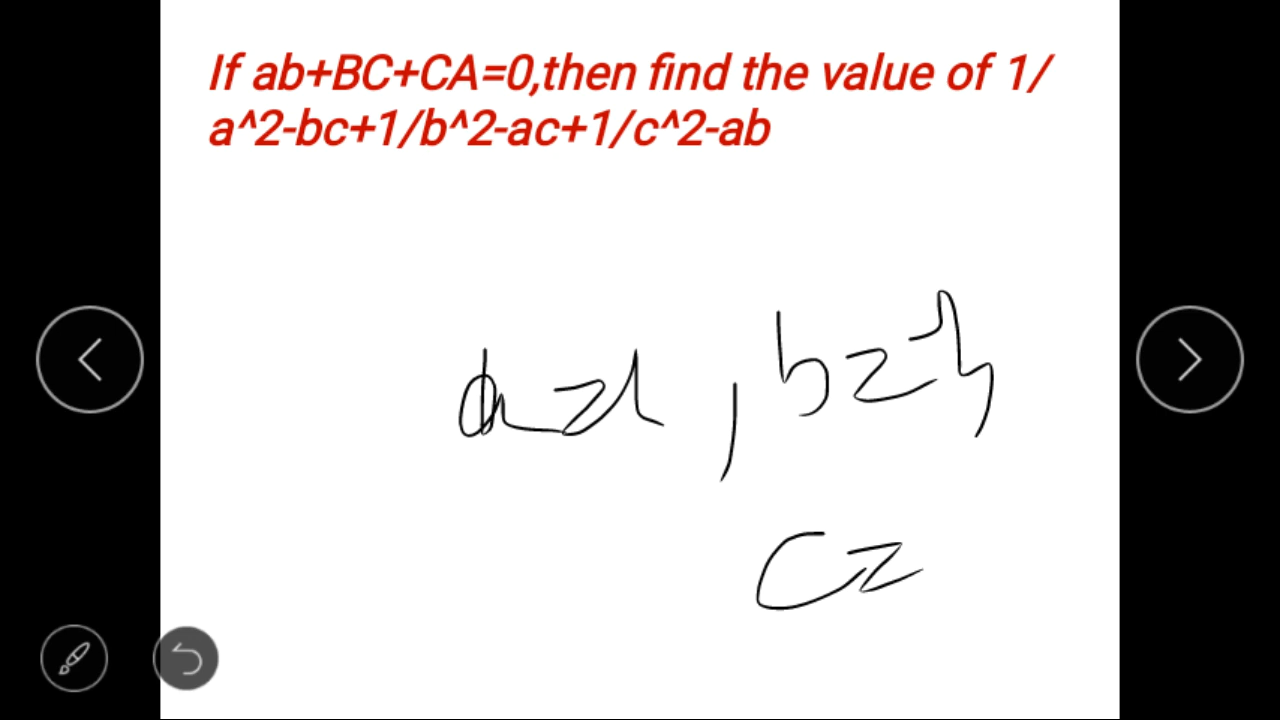 If ab+BC+CA=0,then find the value of 1/
a^2-bc+1/b^2-ac+1/c^2-ab
a=1, b=
c=